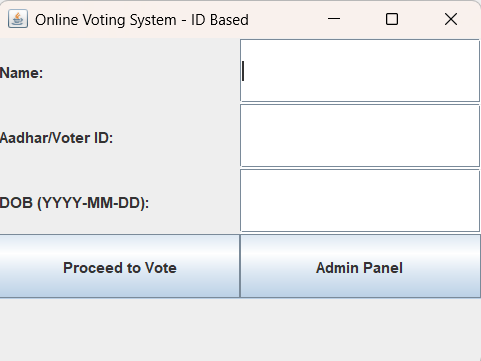 Online Voting System - ID Based
Name:
Aadhar/Voter ID:
DOB (YYYY-MM-DD):
Proceed to Vote
Admin Panel